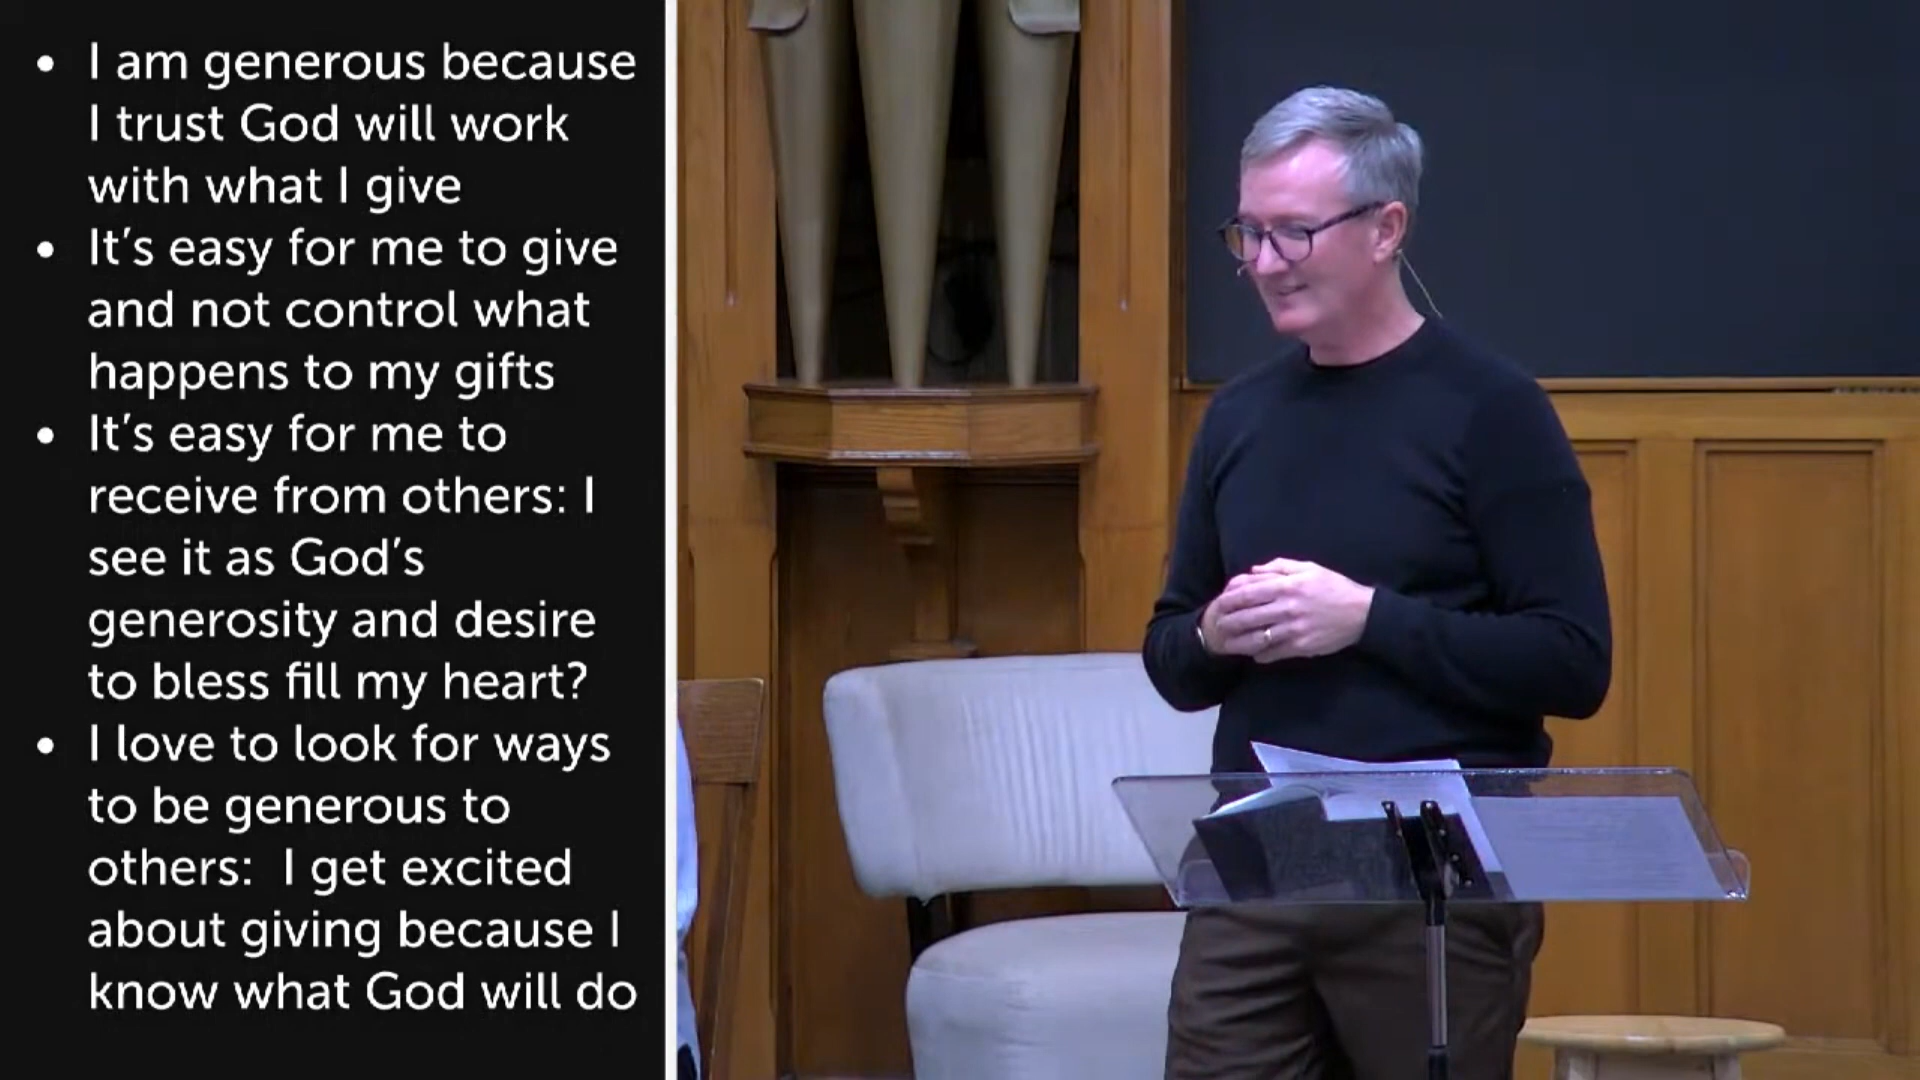 • I am generous because
I trust God will work
with what I give
• It's easy for me to give
and not control what
happens to my gifts
• It's easy for me to
receive from others: I
see it as God's
generosity and desire
to bless fill my heart?
• I love to look for ways
to be generous to
others:  I get excited
about giving because I
know what God will do